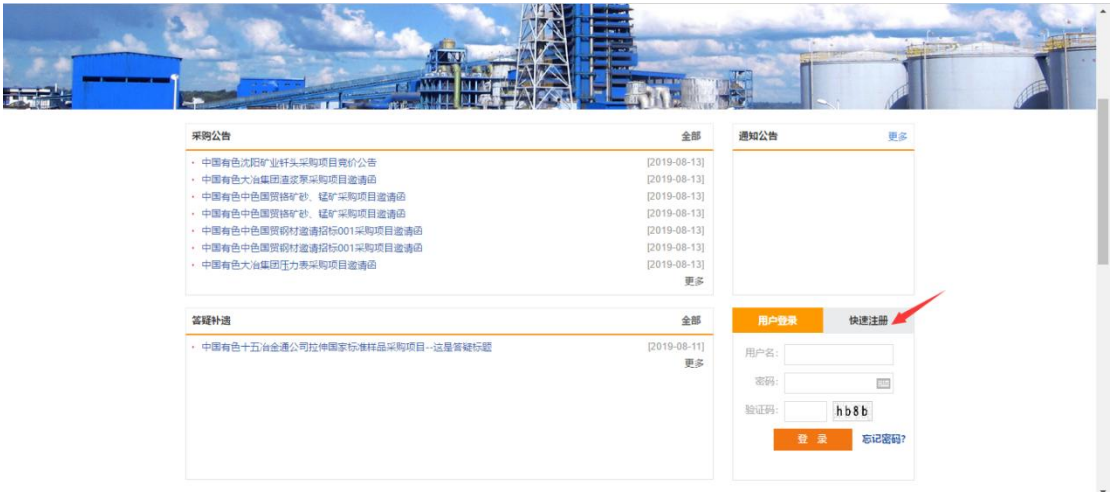 采购公告 全部
中国有色沈阳矿业钎头采购项目竞价公告 [2019-08-13]
中国有色大冶集团渣浆泵采购项目邀请函 [2019-08-13]
中国有色中色国贸铬矿砂、锰矿采购项目邀请函 [2019-08-13]
中国有色中色国贸铬矿砂、锰矿采购项目邀请函 [2019-08-13]
中国有色中色国贸钢材邀请招标001采购项目邀请函 [2019-08-13]
中国有色中色国贸钢材邀请招标001采购项目邀请函 [2019-08-13]
中国有色大冶集团压力表采购项目邀请函 [2019-08-13]
更多
通知公告 更多
答疑补遗 全部
中国有色十五冶金通公司拉伸国家标准样品采购项目--这是答疑标题 [2019-08-11]
更多
用户登录 快速注册
用户名:
密码:
验证码: hb8b
登 录 忘记密码?